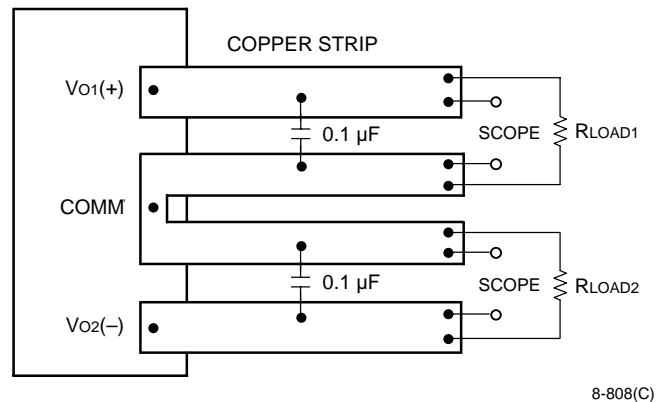 COPPER STRIP
VO1(+)
0.1 µF
SCOPE
RLOAD1
COMM
0.1 µF
SCOPE
RLOAD2
VO2(–)
8-808(C)